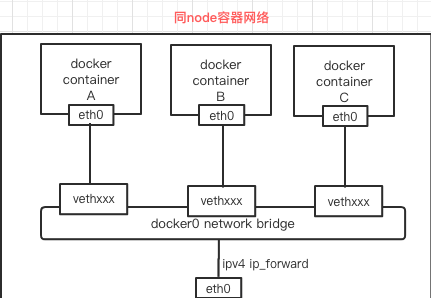 同node容器网络
docker
container
A
docker
container
B
docker
container
C
eth0
eth0
eth0
vethxxx
vethxxx
vethxxx
docker0 network bridge
ipv4 ip_forward
eth0